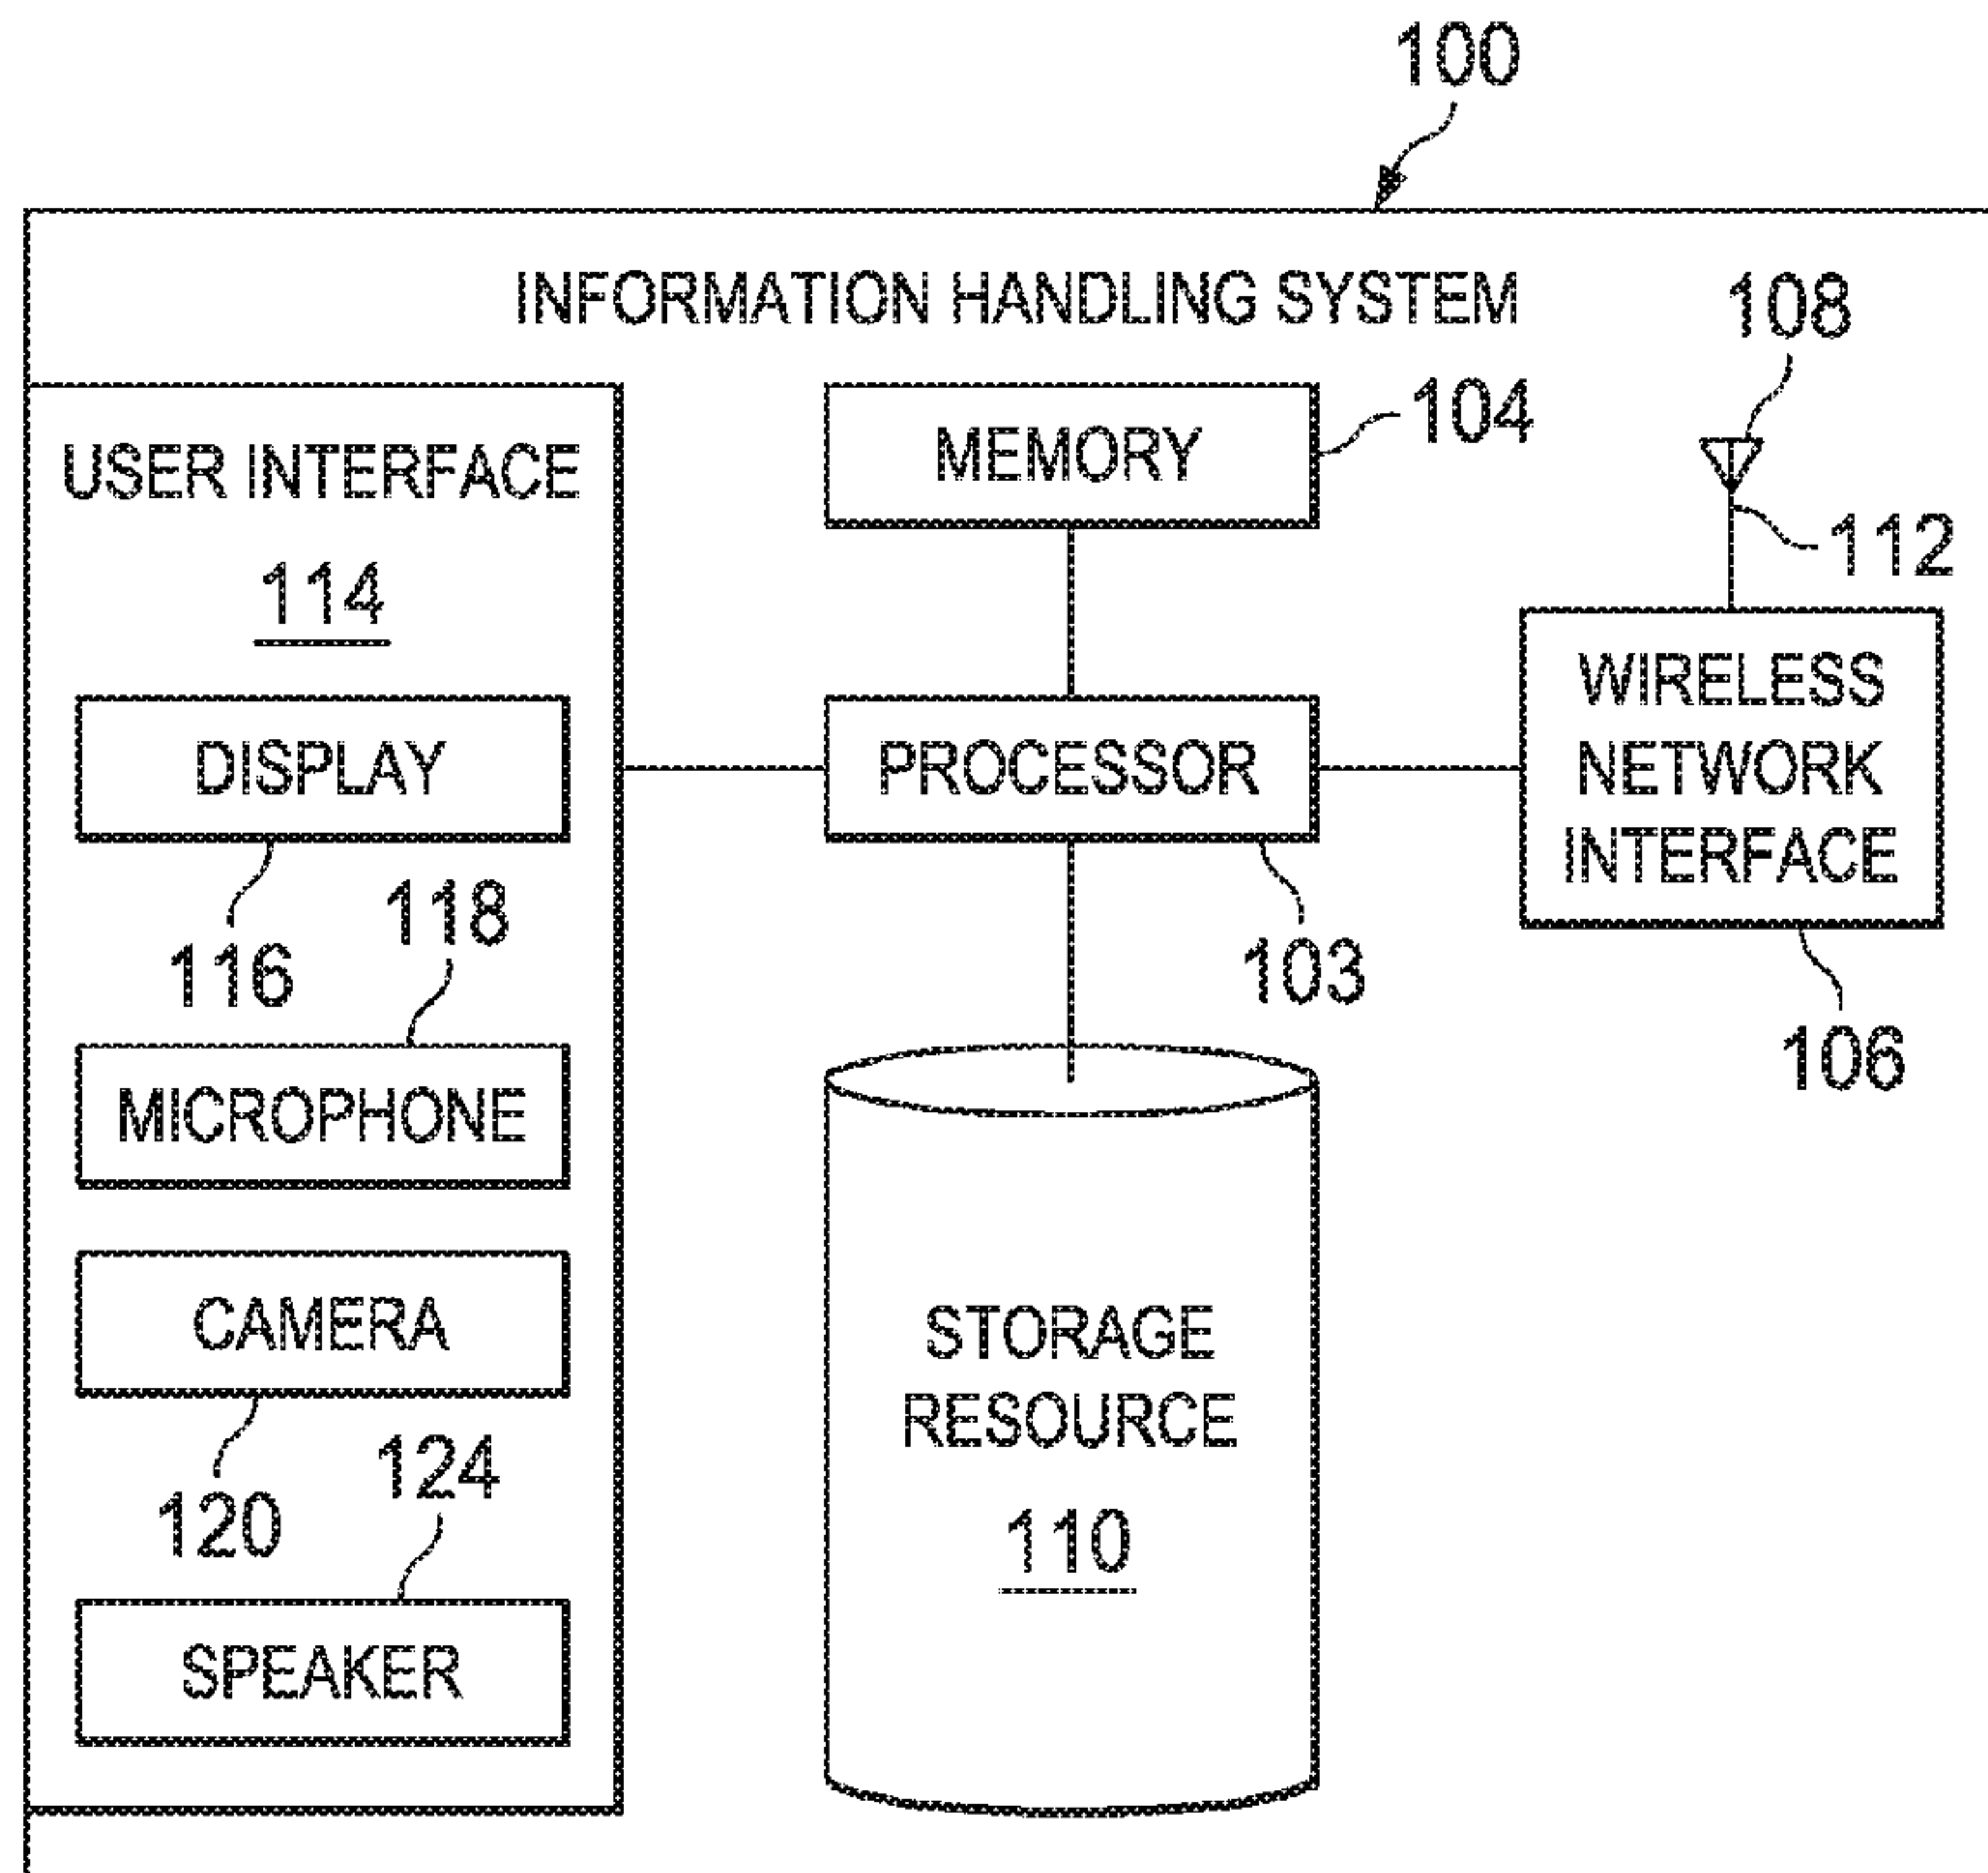 100
INFORMATION HANDLING SYSTEM
108
USER INTERFACE
114
MEMORY
104
112
DISPLAY
116
PROCESSOR
103
WIRELESS
NETWORK
INTERFACE
106
118
MICROPHONE
CAMERA
120
124
SPEAKER
STORAGE
RESOURCE
110